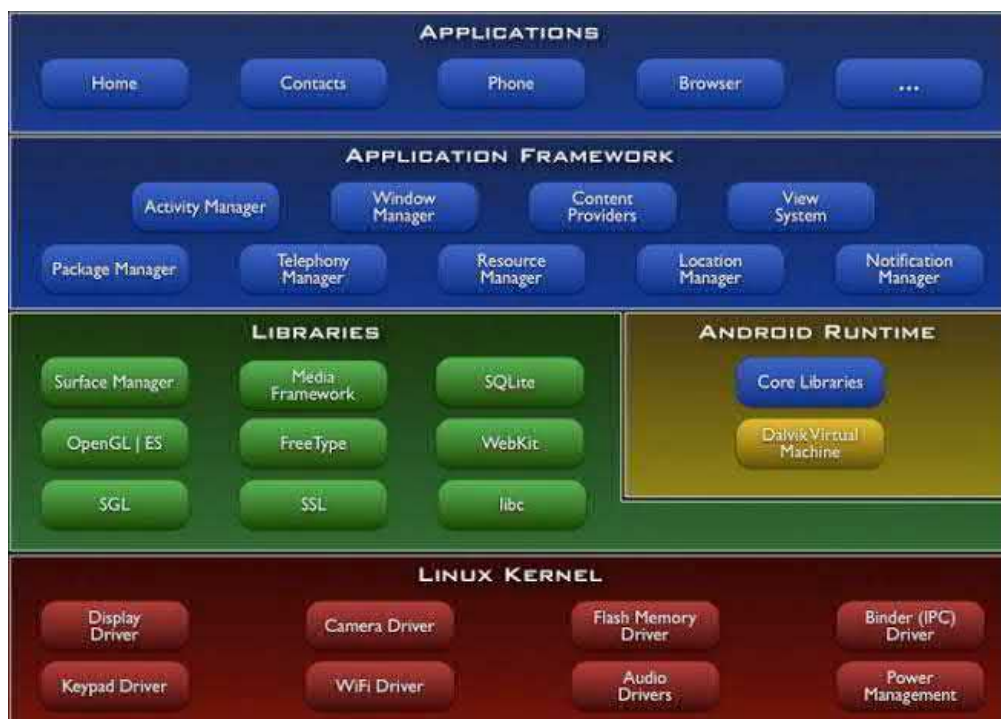 APPLICATIONS
Home
Contacts
Phone
Browser
...
APPLICATION FRAMEWORK
Activity Manager
Window
Manager
Content
Providers
View
System
Package Manager
Telephony
Manager
Resource
Manager
Location
Manager
Notification
Manager
LIBRARIES
Surface Manager
Media
Framework
SQLite
OpenGL | ES
FreeType
WebKit
SGL
SSL
libc
ANDROID RUNTIME
Core Libraries
Dalvik Virtual
Machine
LINUX KERNEL
Display
Driver
Camera Driver
Flash Memory
Driver
Binder (IPC)
Driver
Keypad Driver
WiFi Driver
Audio
Drivers
Power
Management